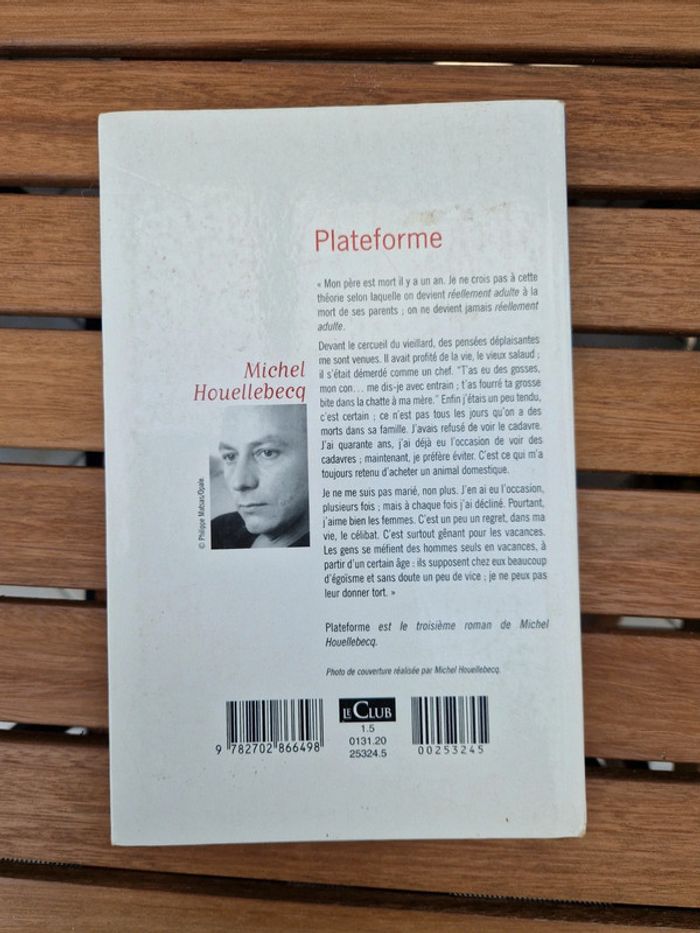 Plateforme
« Mon père est mort il y a un an. Je ne crois pas à cette
théorie selon laquelle on devient réellement adulte à la
mort de ses parents ; on ne devient jamais réellement
adulte.
Devant le cercueil du vieillard, des pensées déplaisantes
me sont venues. Il avait profité de la vie, le vieux salaud ;
il s'était démerdé comme un chef. "T'as eu des gosses,
mon con... me dis-je avec entrain ; t'as fourré ta grosse
bite dans la chatte à ma mère." Enfin j'étais un peu tendu,
c'est certain ; ce n'est pas tous les jours qu'on a des
morts dans sa famille. J'avais refusé de voir le cadavre.
J'ai quarante ans, j'ai déjà eu l'occasion de voir des
cadavres ; maintenant, je préfère éviter. C'est ce qui m'a
toujours retenu d'acheter un animal domestique.
Je ne me suis pas marié, non plus. J'en ai eu l'occasion,
plusieurs fois ; mais à chaque fois j'ai décliné. Pourtant,
j'aime bien les femmes. C'est un peu un regret, dans ma
vie, le célibat. C'est surtout gênant pour les vacances.
Les gens se méfient des hommes seuls en vacances, à
partir d'un certain âge : ils supposent chez eux beaucoup
d'égoïsme et sans doute un peu de vice ; je ne peux pas
leur donner tort. »
Plateforme est le troisième roman de Michel
Houellebecq.
Photo de couverture réalisée par Michel Houellebecq.
Michel
Houellebecq
© Philippe Matsas/Opale.
9 782702 866498
LE CLUB
1.5
0131.20
25324.5
00253245